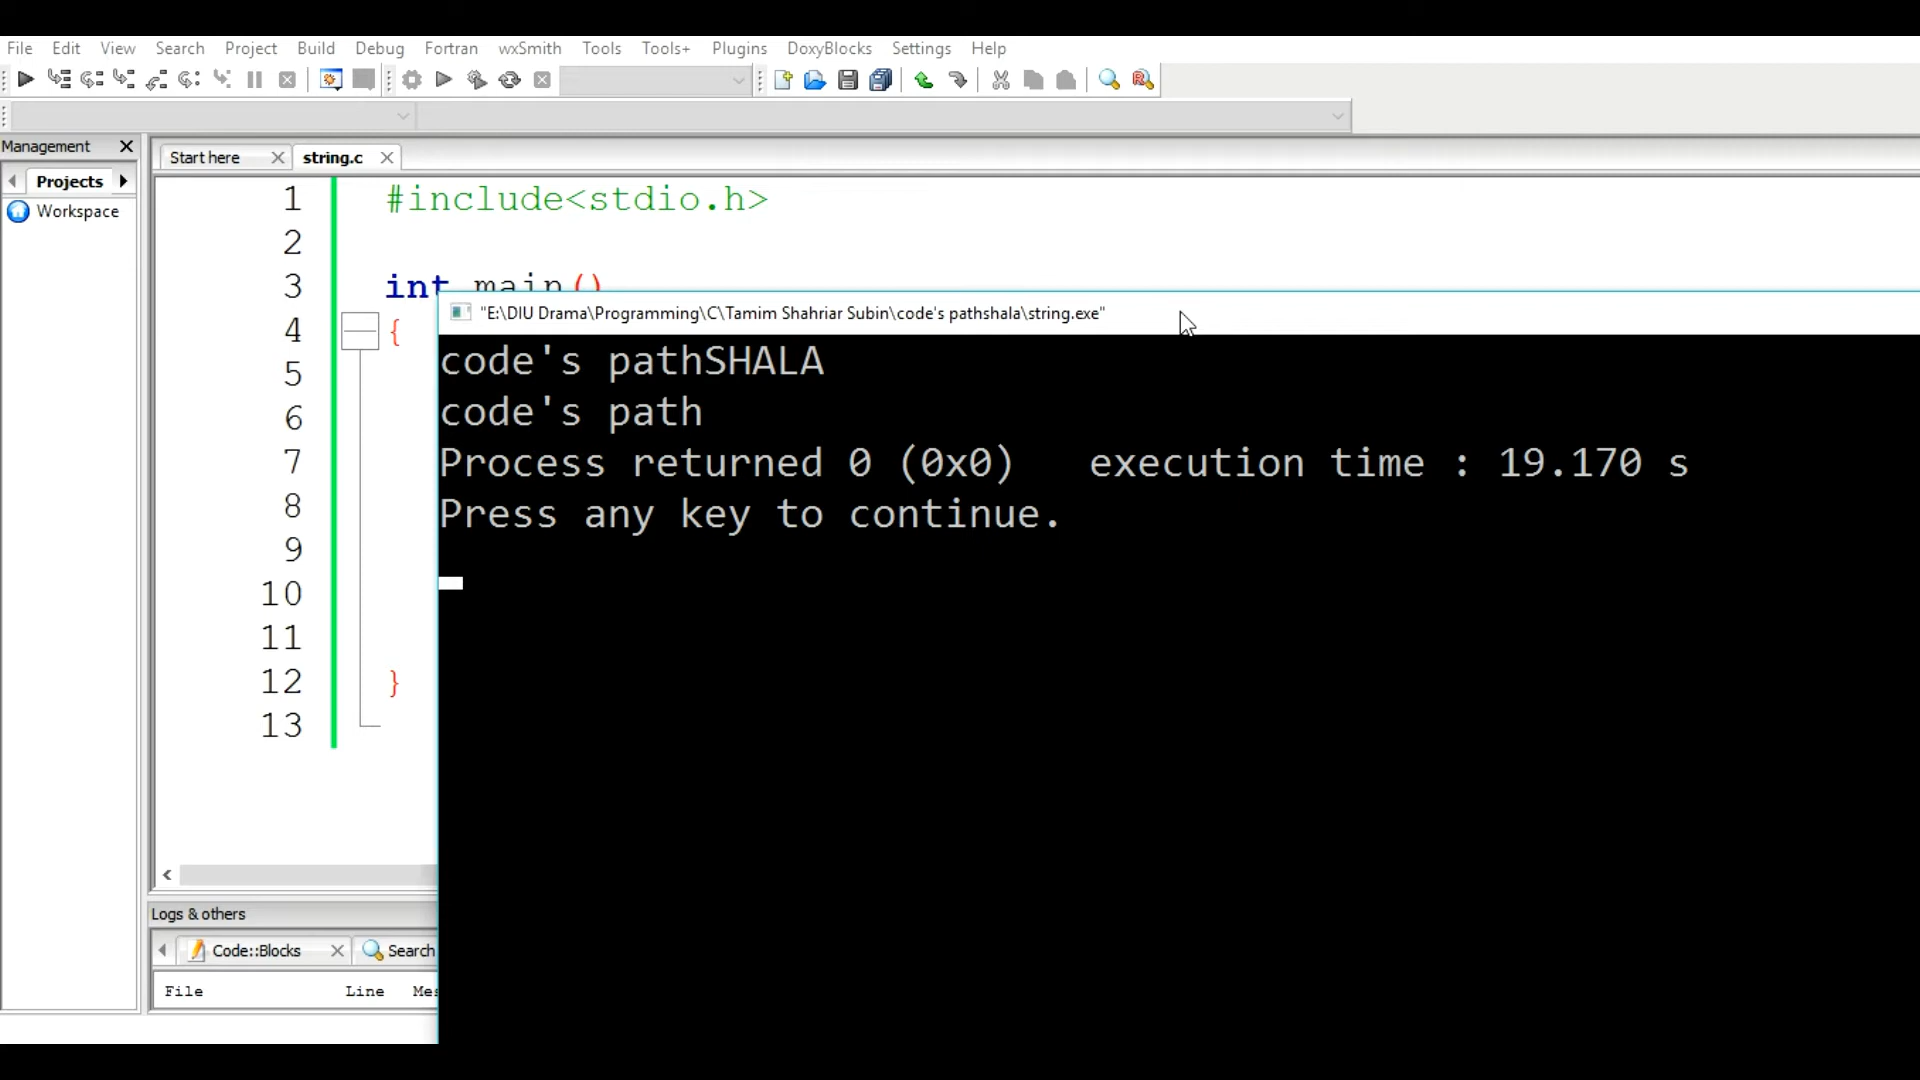 File Edit View Search Project Build Debug Fortran wxSmith Tools Tools+ Plugins DoxyBlocks Settings Help
Management
Start here string.c
Projects
Workspace
1 #include<stdio.h>
2
3 int main()
4 {
5
6
7
8
9
10
11
12 }
13
"E:\DIU Drama\Programming\C\Tamim Shahriar Subin\code's pathshala\string.exe"
code's pathSHALA
code's path
Process returned 0 (0x0) execution time : 19.170 s
Press any key to continue.
Logs & others
Code::Blocks Search
File Line